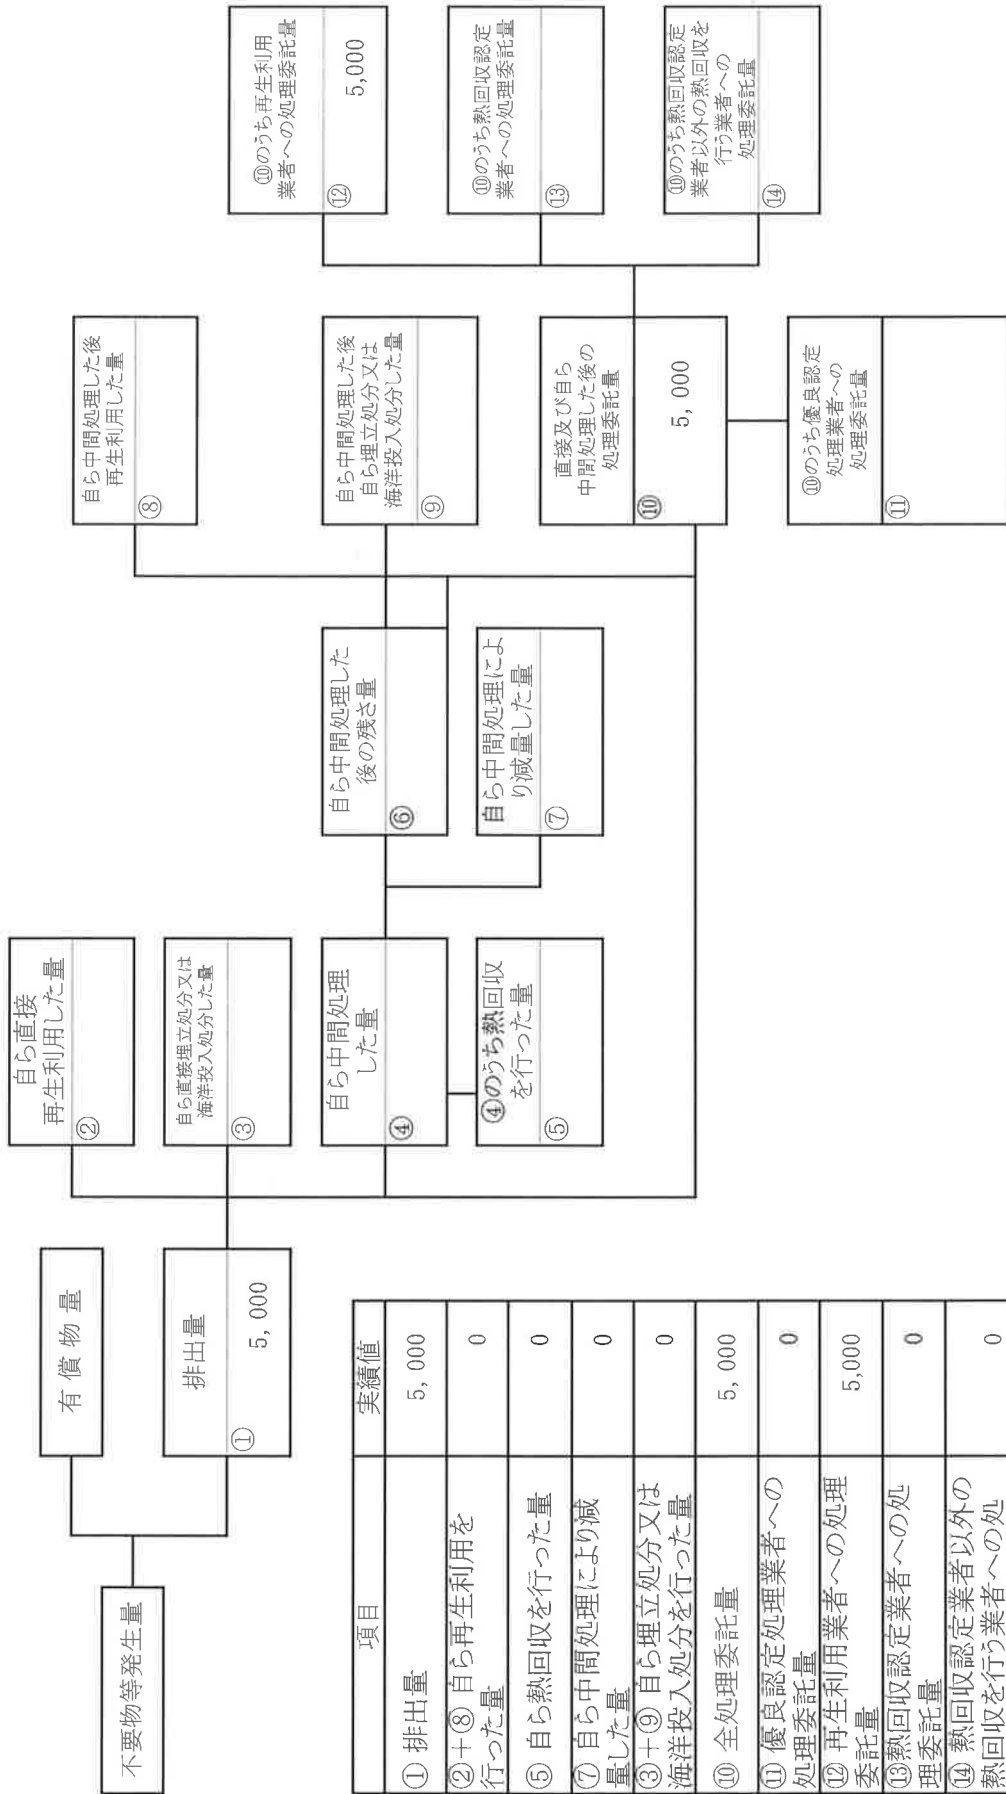 不要物等発生量
有償物量
排出量
①
5,000
自ら直接
再生利用した量
②
自ら直接埋立処分又は
海洋投入処分した量
③
自ら中間処理
した量
④
④のうち熱回収
を行った量
⑤
自ら中間処理した
後の残さ量
⑥
自ら中間処理によ
り減量した量
⑦
自ら中間処理した後
再生利用した量
⑧
自ら中間処理した後
自ら埋立処分又は
海洋投入処分した量
⑨
直接及び自ら
中間処理した後の
処理委託量
⑩
5,000
⑩のうち優良認定
処理業者への
処理委託量
⑪
⑩のうち再生利用
業者への処理委託量
⑫
5,000
⑩のうち熱回収認定
業者への処理委託量
⑬
⑩のうち熱回収認定
業者以外の熱回収を
行う業者への
処理委託量
⑭
項目 実績値
①排出量 5,000
②+⑧ 自ら再生利用を
行った量 0
⑤ 自ら熱回収を行った量 0
⑦ 自ら中間処理により減
量した量 0
③+⑨ 自ら埋立処分又は
海洋投入処分を行った量 0
⑩ 全処理委託量 5,000
⑪ 優良認定処理業者への
処理委託量 0
⑫ 再生利用業者への処理
委託量 5,000
⑬熱回収認定業者への処
理委託量 0
⑭ 熱回収認定業者以外の
熱回収を行う業者への処 0